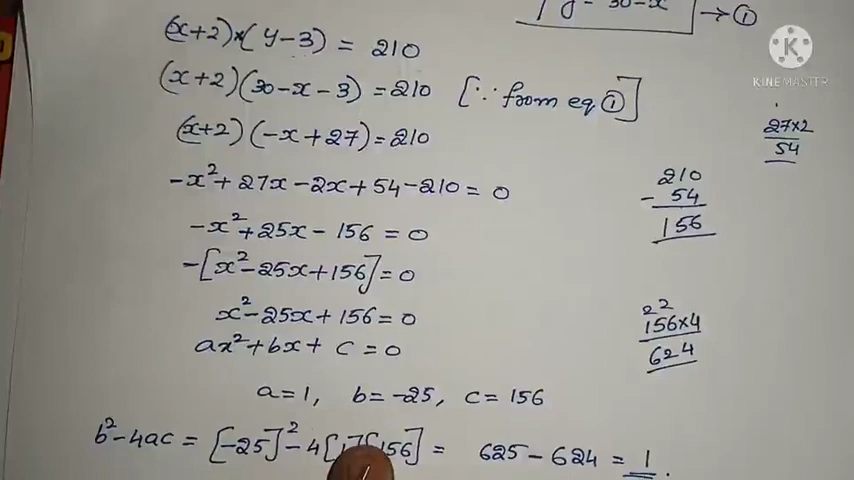 y = 30-x → ①
(x+2)×(y-3) = 210
(x+2)(30-x-3) = 210 [∵ from eq ①]
(x+2)(-x+27) = 210
-x²+27x-2x+54-210 = 0
-x²+25x-156 = 0
-[x²-25x+156] = 0
x²-25x+156 = 0
ax²+bx+c = 0
a=1, b=-25, c=156
b²-4ac = [-25]²-4[1][156] = 625-624 = 1.
K
KINEMASTER
27×2
54
210
- 54
156
22
156×4
624